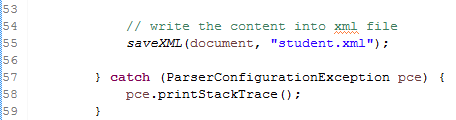 53
54 // write the content into xml file
55 saveXML(document, "student.xml");
56
57 } catch (ParserConfigurationException pce) {
58 pce.printStackTrace();
59 }